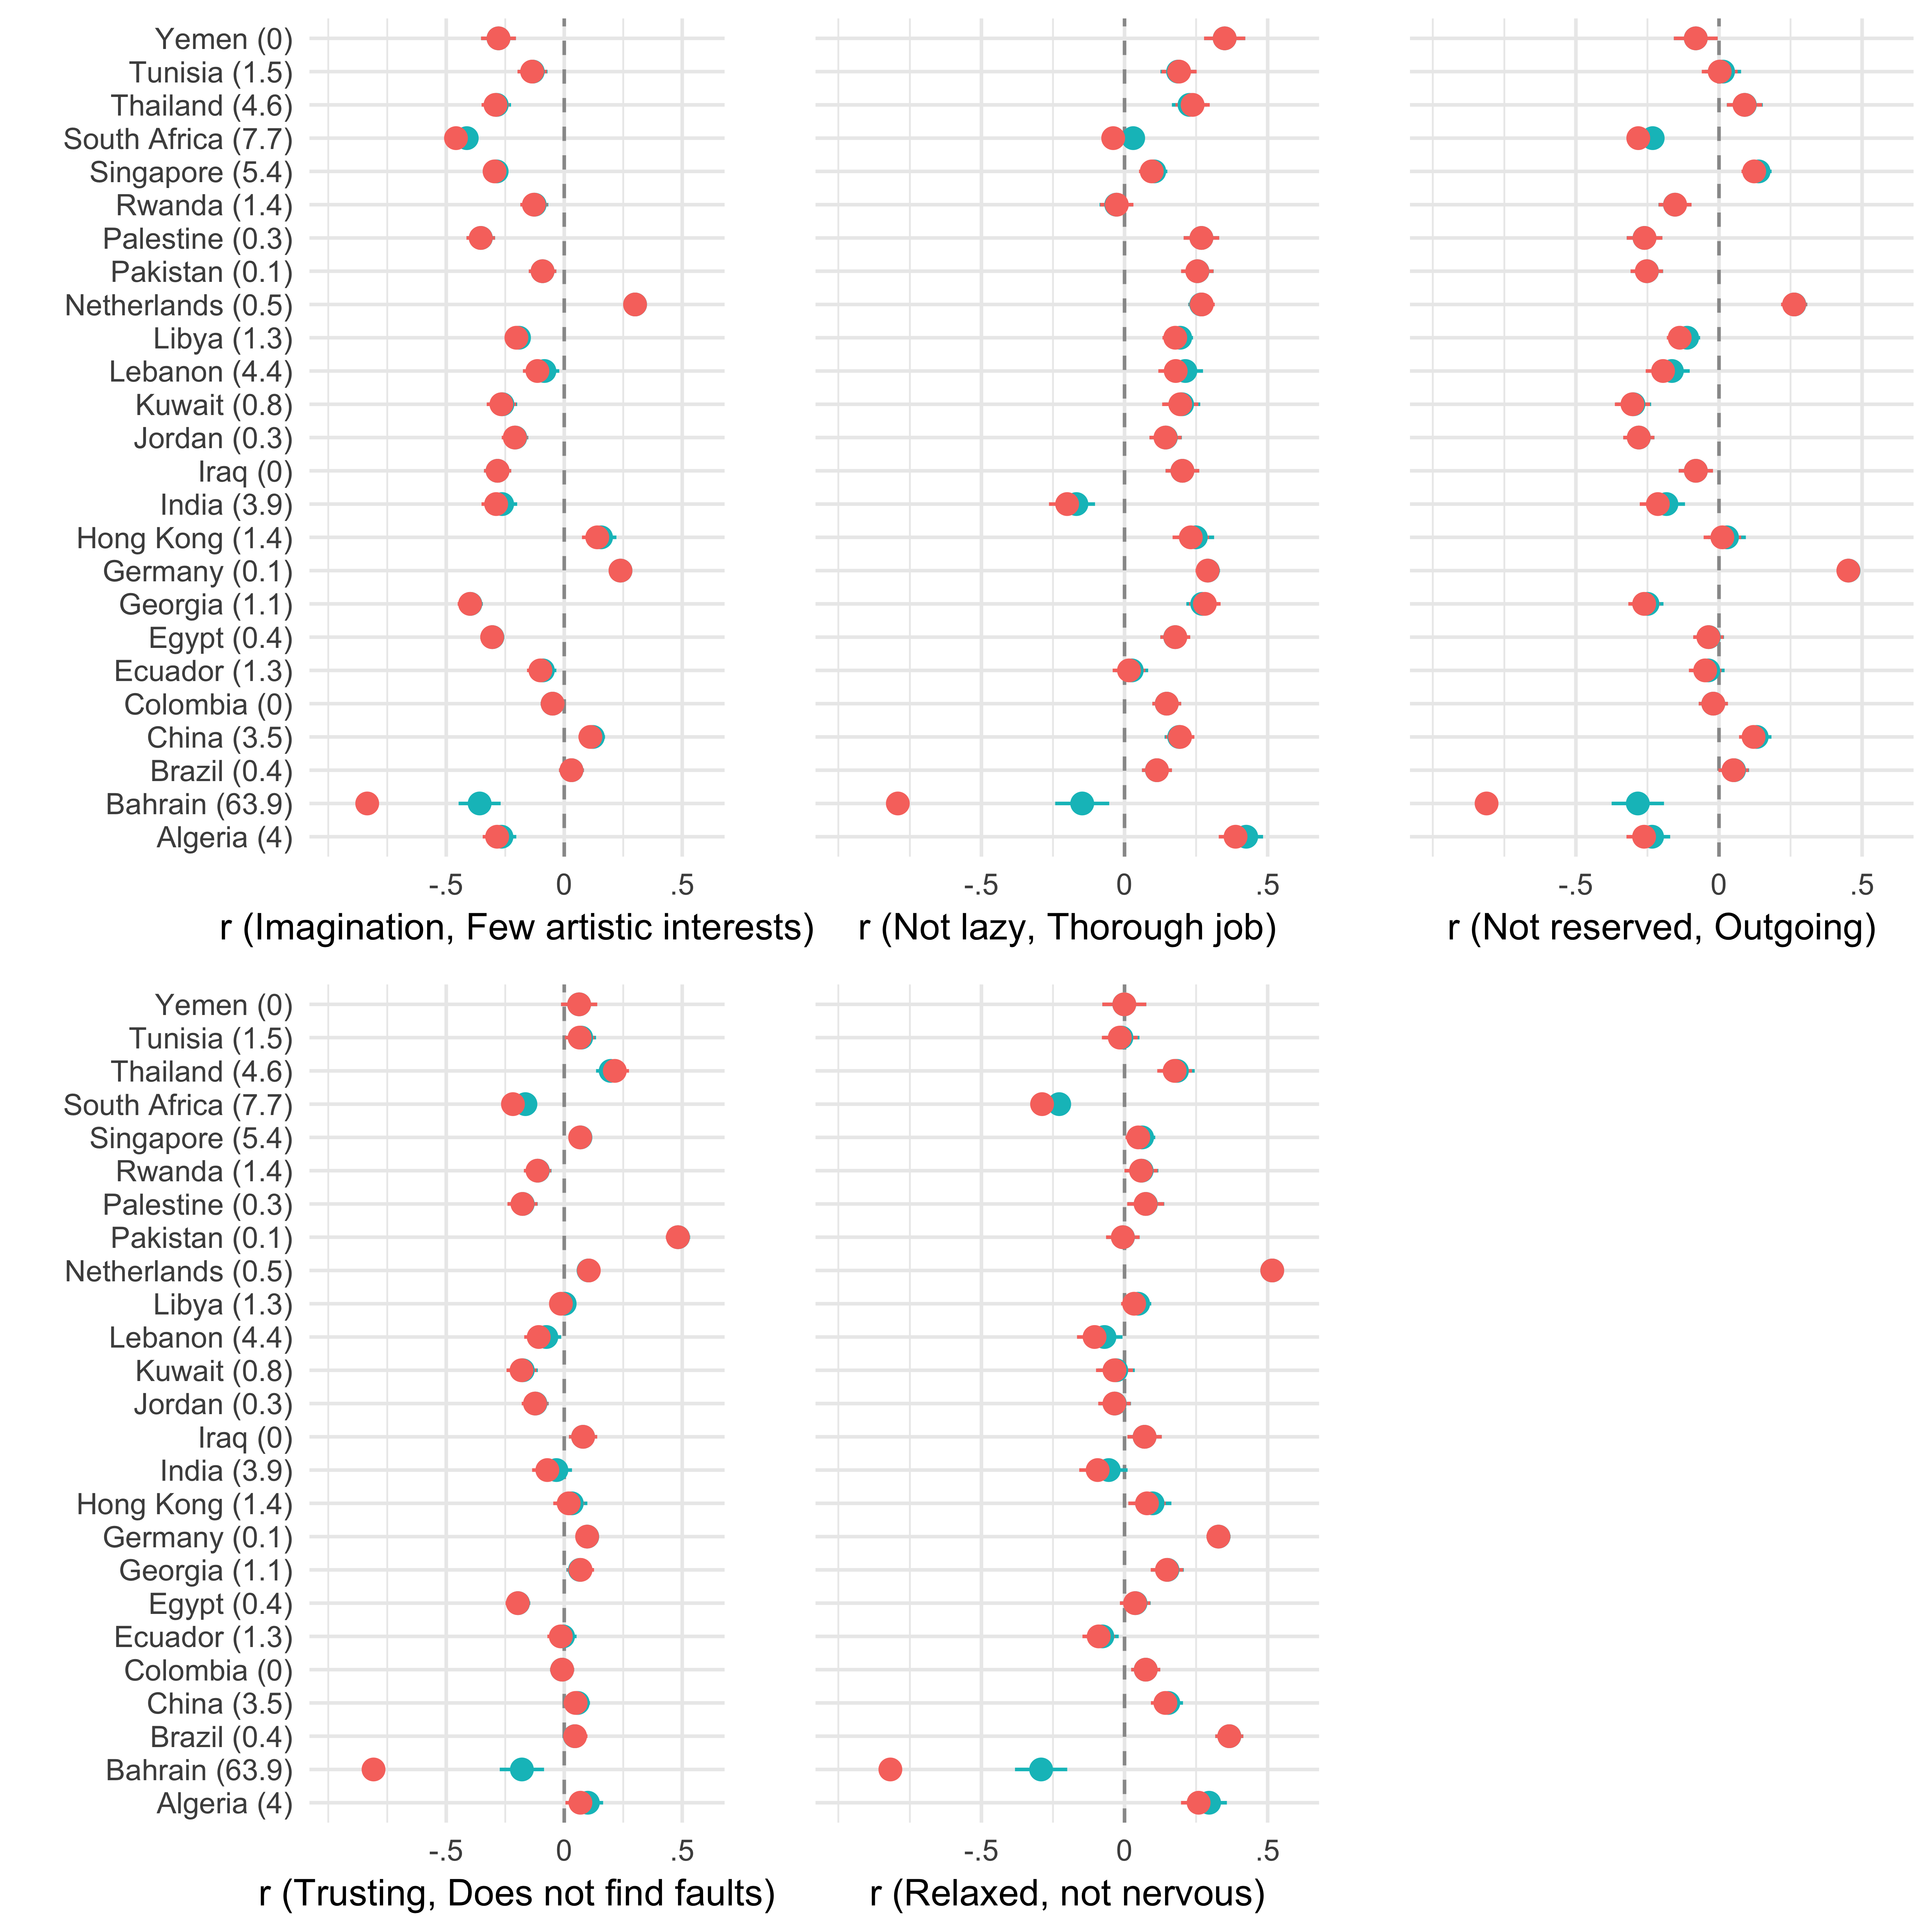 Yemen (0)
Tunisia (1.5)
Thailand (4.6)
South Africa (7.7)
Singapore (5.4)
Rwanda (1.4)
Palestine (0.3)
Pakistan (0.1)
Netherlands (0.5)
Libya (1.3)
Lebanon (4.4)
Kuwait (0.8)
Jordan (0.3)
Iraq (0)
India (3.9)
Hong Kong (1.4)
Germany (0.1)
Georgia (1.1)
Egypt (0.4)
Ecuador (1.3)
Colombia (0)
China (3.5)
Brazil (0.4)
Bahrain (63.9)
Algeria (4)
-.5 0 .5 -.5 0 .5 -.5 0 .5
r (Imagination, Few artistic interests) r (Not lazy, Thorough job) r (Not reserved, Outgoing)
Yemen (0)
Tunisia (1.5)
Thailand (4.6)
South Africa (7.7)
Singapore (5.4)
Rwanda (1.4)
Palestine (0.3)
Pakistan (0.1)
Netherlands (0.5)
Libya (1.3)
Lebanon (4.4)
Kuwait (0.8)
Jordan (0.3)
Iraq (0)
India (3.9)
Hong Kong (1.4)
Germany (0.1)
Georgia (1.1)
Egypt (0.4)
Ecuador (1.3)
Colombia (0)
China (3.5)
Brazil (0.4)
Bahrain (63.9)
Algeria (4)
-.5 0 .5 -.5 0 .5
r (Trusting, Does not find faults) r (Relaxed, not nervous)